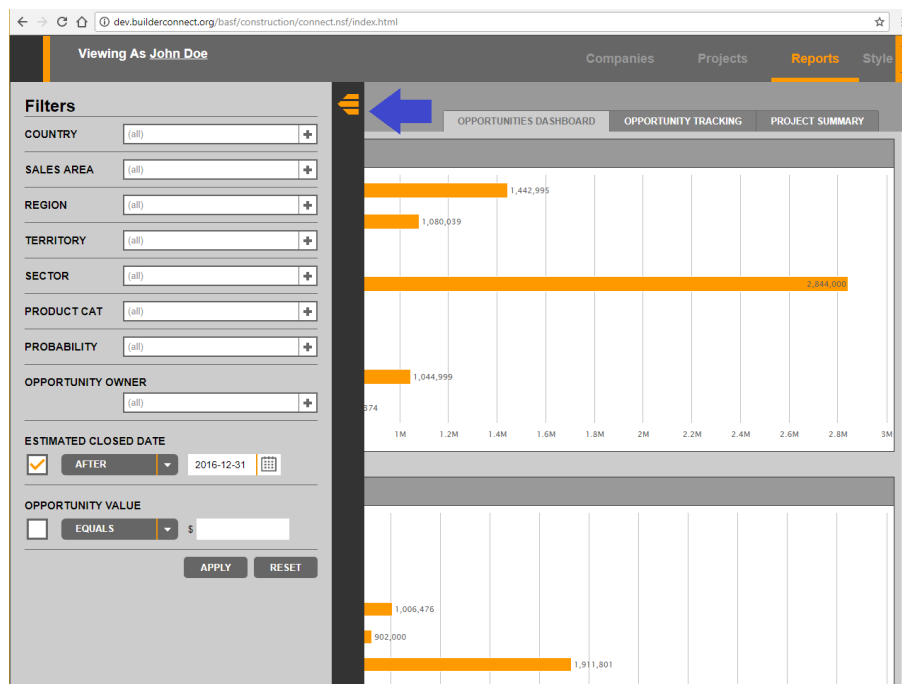 dev.builderconnect.org/basf/construction/connect.nsf/index.html
Viewing As John Doe
Companies Projects Reports Style
Filters
COUNTRY (all)
SALES AREA (all)
REGION (all)
TERRITORY (all)
SECTOR (all)
PRODUCT CAT (all)
PROBABILITY (all)
OPPORTUNITY OWNER
(all)
ESTIMATED CLOSED DATE
AFTER 2016-12-31
OPPORTUNITY VALUE
EQUALS $
APPLY RESET
OPPORTUNITIES DASHBOARD OPPORTUNITY TRACKING PROJECT SUMMARY
1,442,995
1,080,039
2,844,000
1,044,999
374
1M 1.2M 1.4M 1.6M 1.8M 2M 2.2M 2.4M 2.6M 2.8M 3M
1,006,476
902,000
1,911,801